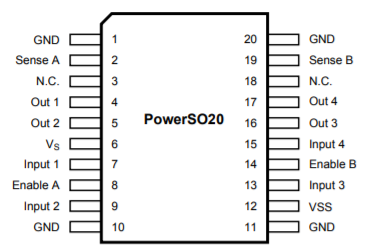 GND 1 20 GND
Sense A 2 19 Sense B
N.C. 3 18 N.C.
Out 1 4 17 Out 4
Out 2 5 PowerSO20 16 Out 3
VS 6 15 Input 4
Input 1 7 14 Enable B
Enable A 8 13 Input 3
Input 2 9 12 VSS
GND 10 11 GND